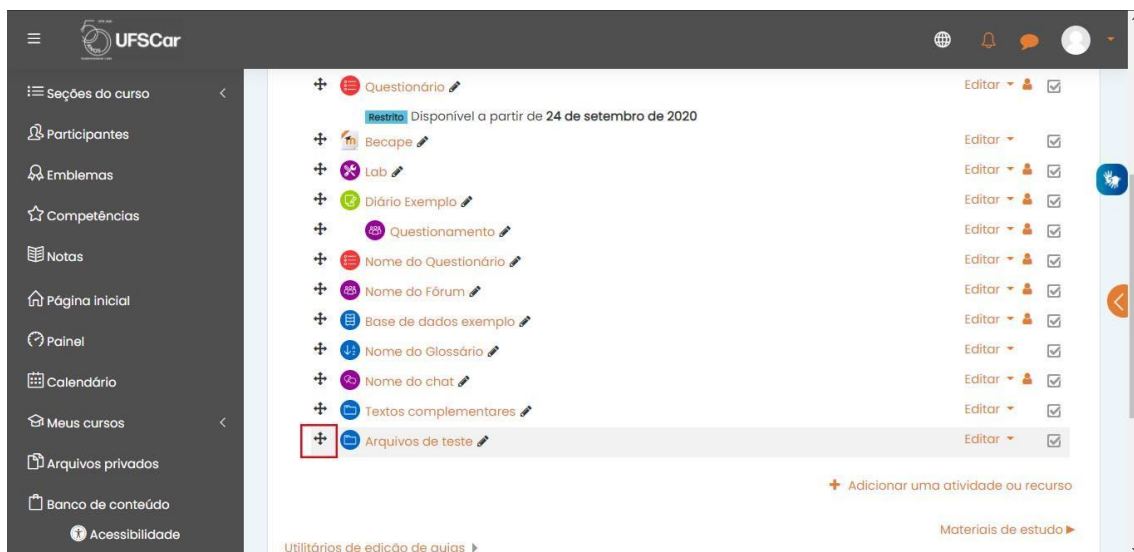 UFSCar
Seções do curso
Participantes
Emblemas
Competências
Notas
Página inicial
Painel
Calendário
Meus cursos
Arquivos privados
Banco de conteúdo
Acessibilidade
Questionário Editar
Restrito Disponível a partir de 24 de setembro de 2020
Becape Editar
Lab Editar
Diário Exemplo Editar
Questionamento Editar
Nome do Questionário Editar
Nome do Fórum Editar
Base de dados exemplo Editar
Nome do Glossário Editar
Nome do chat Editar
Textos complementares Editar
Arquivos de teste Editar
+ Adicionar uma atividade ou recurso
Materiais de estudo ▶
Utilitários de edição de guias ▶